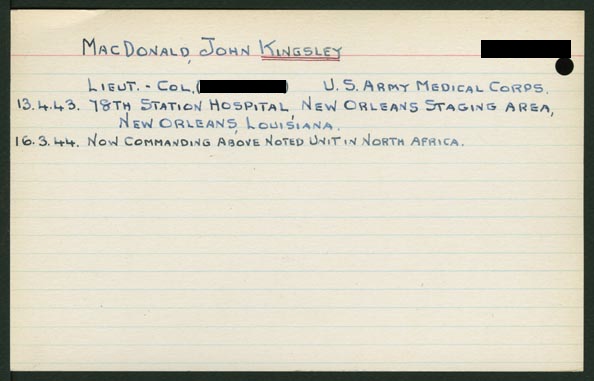 MacDonald, John Kingsley
Lieut. - Col. ( ) U.S. Army Medical Corps.
13.4.43. 78th Station Hospital, New Orleans Staging Area,
New Orleans, Louisiana.
16.3.44. Now Commanding Above Noted Unit in North Africa.